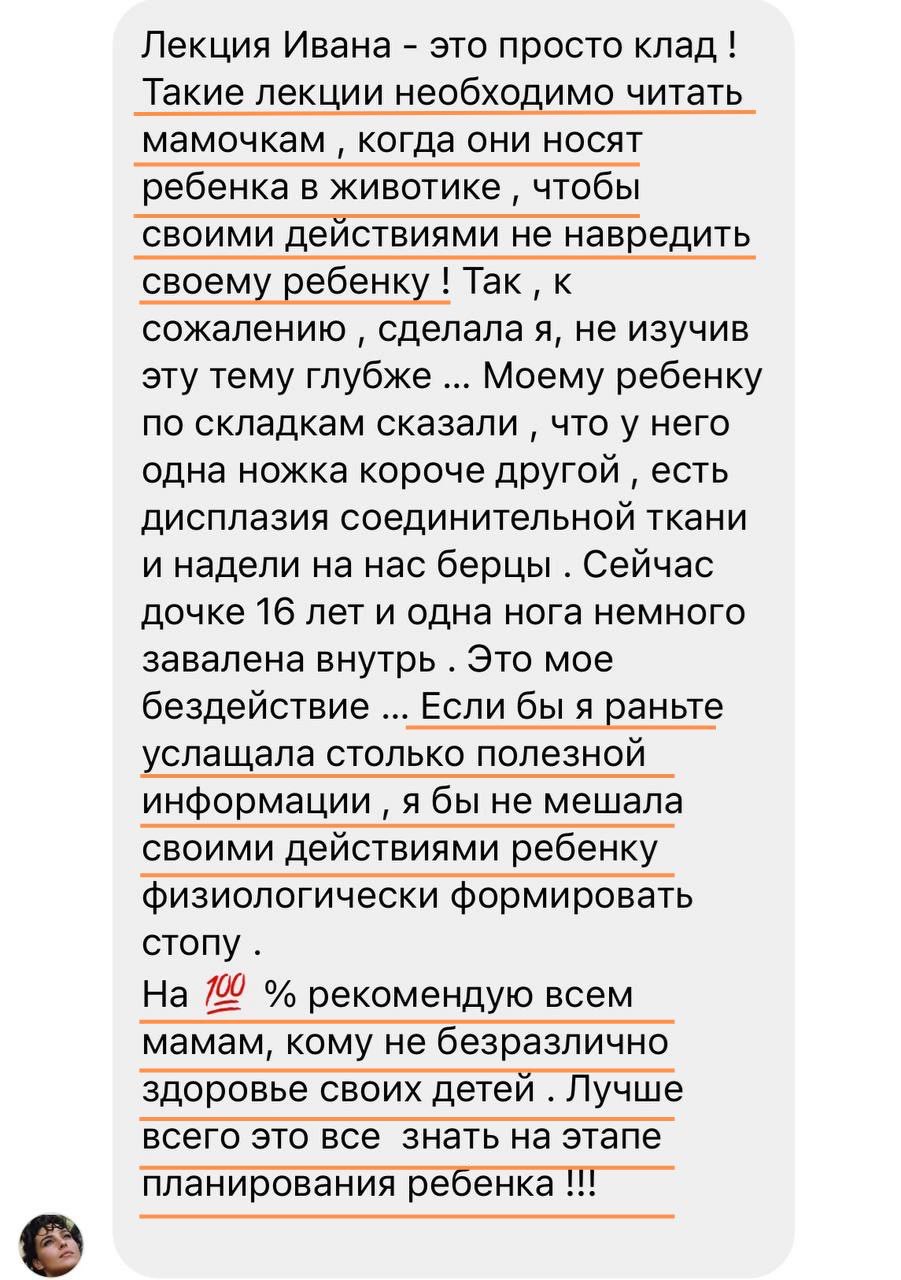 Лекция Ивана - это просто клад !
Такие лекции необходимо читать
мамочкам , когда они носят
ребенка в животике , чтобы
своими действиями не навредить
своему ребенку ! Так , к
сожалению , сделала я, не изучив
эту тему глубже ... Моему ребенку
по складкам сказали , что у него
одна ножка короче другой , есть
дисплазия соединительной ткани
и надели на нас берцы . Сейчас
дочке 16 лет и одна нога немного
завалена внутрь . Это мое
бездействие ... Если бы я раньте
услащала столько полезной
информации , я бы не мешала
своими действиями ребенку
физиологически формировать
стопу .
На 💯 % рекомендую всем
мамам, кому не безразлично
здоровье своих детей . Лучше
всего это все  знать на этапе
планирования ребенка !!!